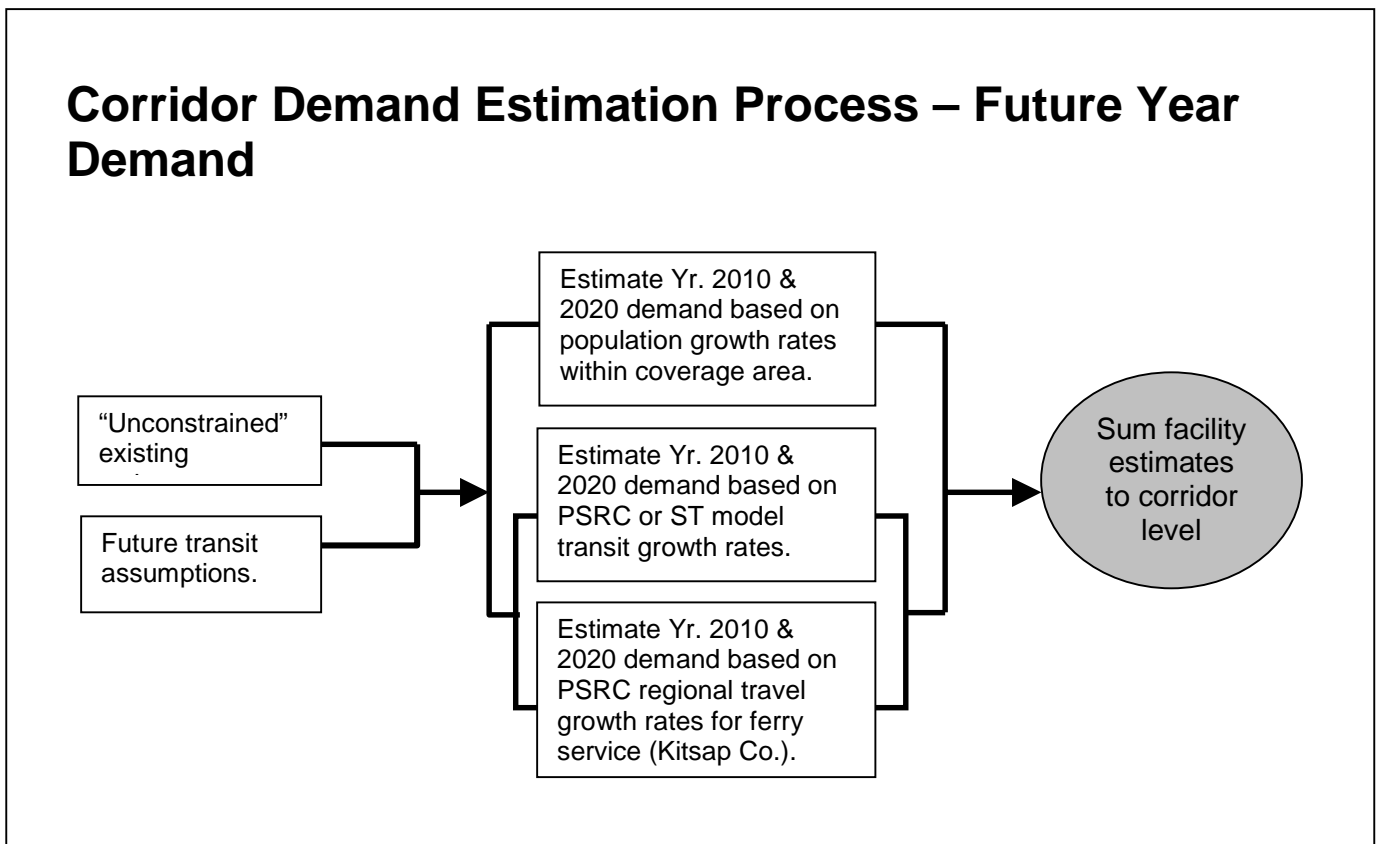 Corridor Demand Estimation Process – Future Year
Demand
“Unconstrained”
existing
Future transit
assumptions.
Estimate Yr. 2010 &
2020 demand based on
population growth rates
within coverage area.
Estimate Yr. 2010 &
2020 demand based on
PSRC or ST model
transit growth rates.
Estimate Yr. 2010 &
2020 demand based on
PSRC regional travel
growth rates for ferry
service (Kitsap Co.).
Sum facility
estimates
to corridor
level